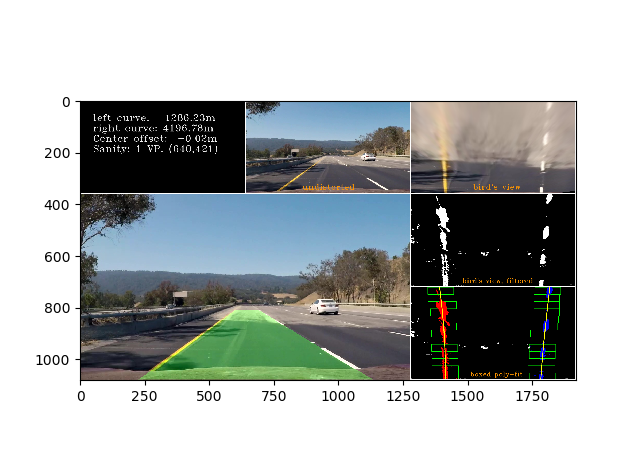 left curve: 1286.23m
right curve: 4196.78m
Center offset: -0.02m
Sanity: 1 VP: (640,421)
undistorted
bird's view
bird's view filtered
boxed poly-fit
0
200
400
600
800
1000
0
250
500
750
1000
1250
1500
1750